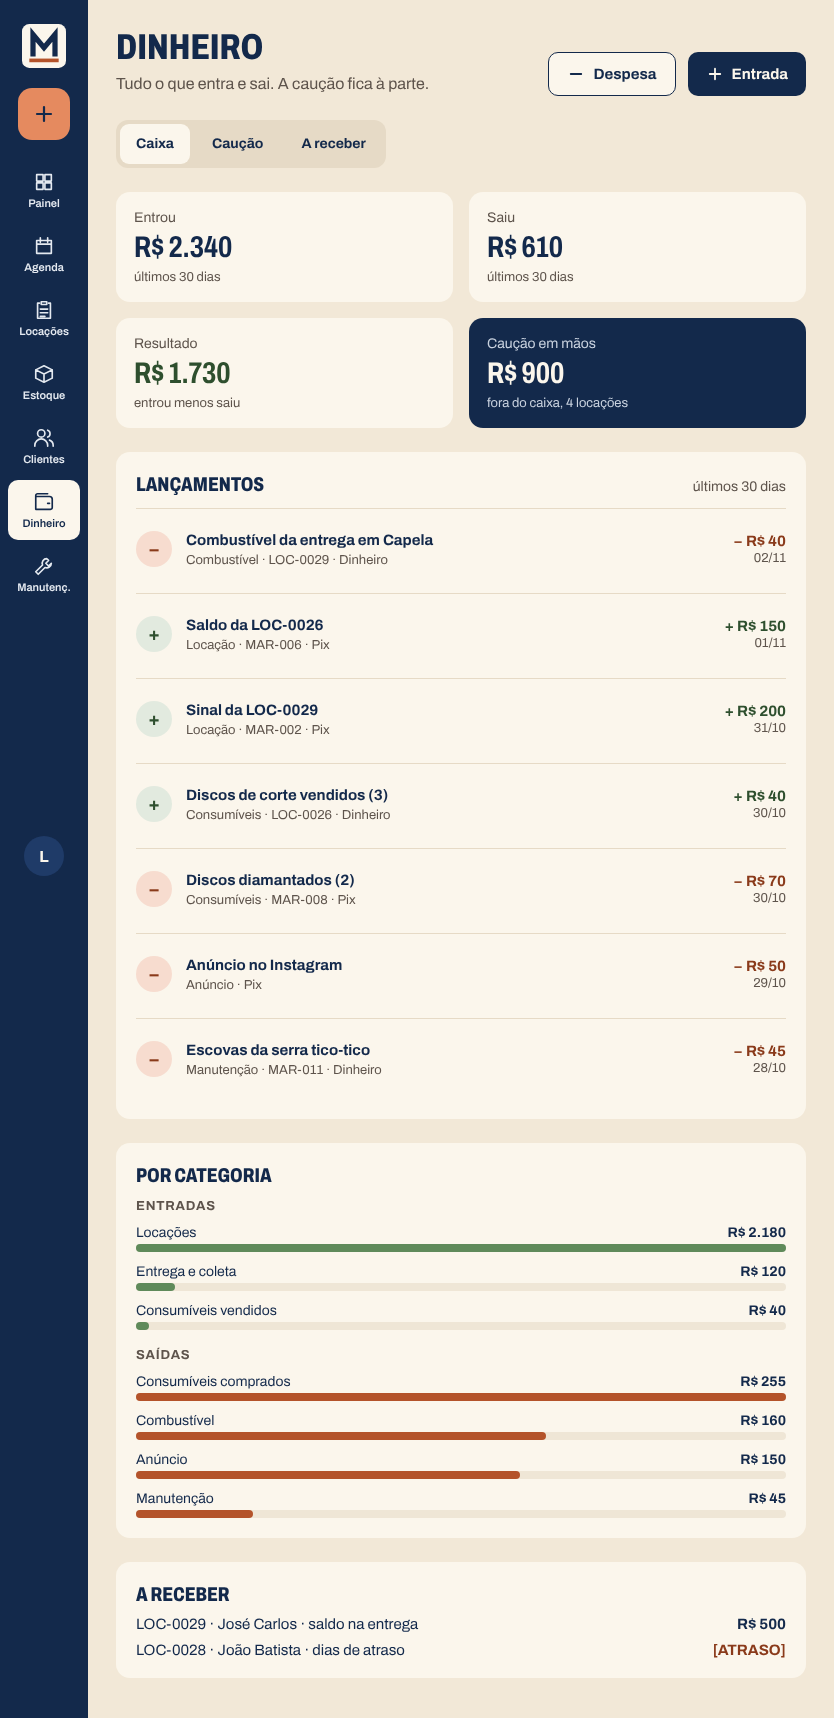 M
DINHEIRO
Tudo o que entra e sai. A caução fica à parte.
− Despesa
+ Entrada
+
Painel
Agenda
Locações
Estoque
Clientes
Dinheiro
Manutenç.
L
Caixa
Caução
A receber
Entrou
R$ 2.340
últimos 30 dias
Saiu
R$ 610
últimos 30 dias
Resultado
R$ 1.730
entrou menos saiu
Caução em mãos
R$ 900
fora do caixa, 4 locações
LANÇAMENTOS
últimos 30 dias
− Combustível da entrega em Capela – R$ 40
Combustível · LOC-0029 · Dinheiro 02/11
+ Saldo da LOC-0026 + R$ 150
Locação · MAR-006 · Pix 01/11
+ Sinal da LOC-0029 + R$ 200
Locação · MAR-002 · Pix 31/10
+ Discos de corte vendidos (3) + R$ 40
Consumíveis · LOC-0026 · Dinheiro 30/10
− Discos diamantados (2) – R$ 70
Consumíveis · MAR-008 · Pix 30/10
− Anúncio no Instagram – R$ 50
Anúncio · Pix 29/10
− Escovas da serra tico-tico – R$ 45
Manutenção · MAR-011 · Dinheiro 28/10
POR CATEGORIA
ENTRADAS
Locações R$ 2.180
Entrega e coleta R$ 120
Consumíveis vendidos R$ 40
SAÍDAS
Consumíveis comprados R$ 255
Combustível R$ 160
Anúncio R$ 150
Manutenção R$ 45
A RECEBER
LOC-0029 · José Carlos · saldo na entrega R$ 500
LOC-0028 · João Batista · dias de atraso [ATRASO]